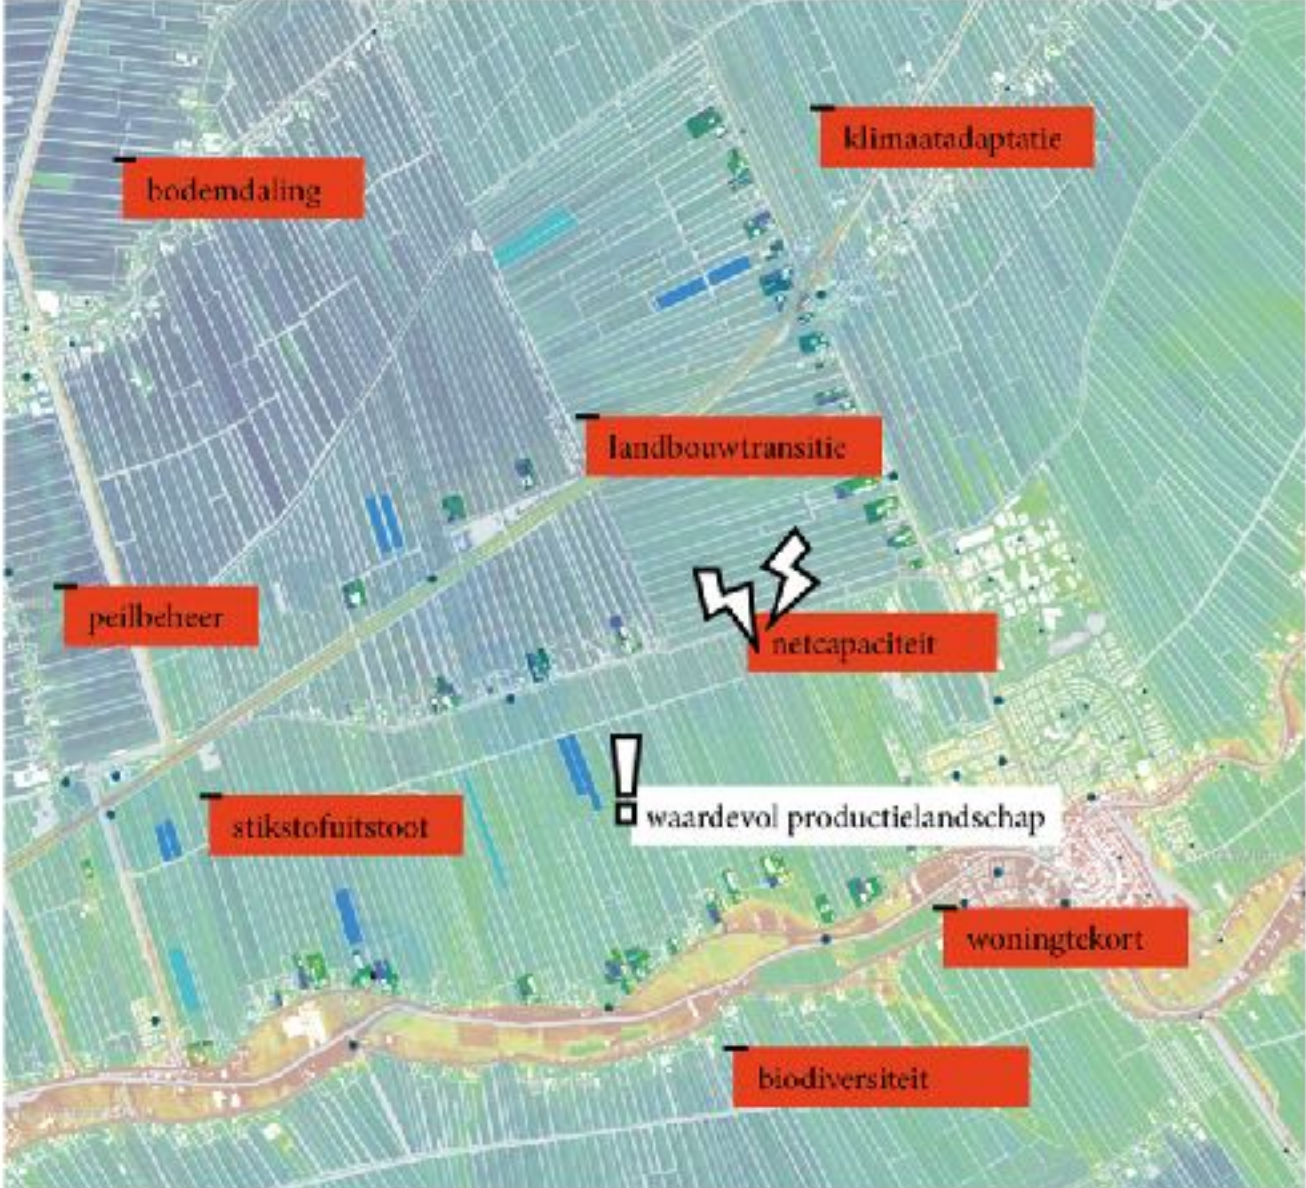 klimaatadaptatie
bodemdaling
landbouwtransitie
peilbeheer
netcapaciteit
!
waardevol productielandschap
stikstofuitstoot
woningtekort
biodiversiteit